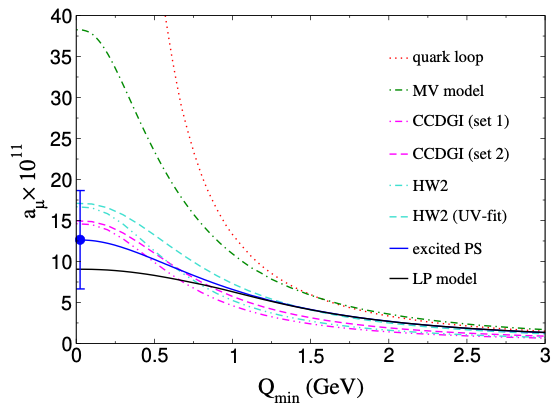 40
35
30
25
20
15
10
5
0
a_μ × 10^11
quark loop
MV model
CCDGI (set 1)
CCDGI (set 2)
HW2
HW2 (UV-fit)
excited PS
LP model
0 0.5 1 1.5 2 2.5 3
Q_min (GeV)